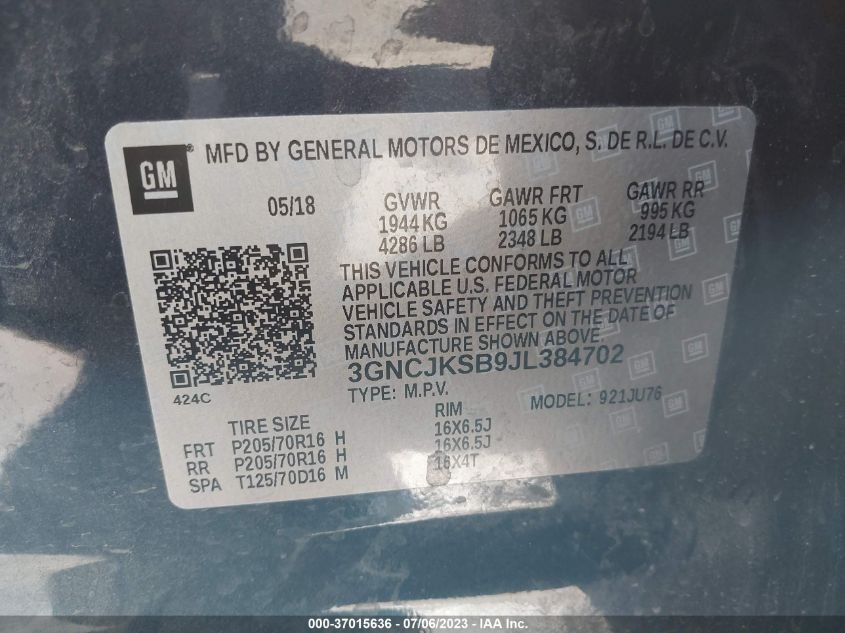 GM ® MFD BY GENERAL MOTORS DE MEXICO, S. DE R.L. DE C.V.
05/18 GVWR GAWR FRT GAWR RR
1944 KG 1065 KG 995 KG
4286 LB 2348 LB 2194 LB
THIS VEHICLE CONFORMS TO ALL
APPLICABLE U.S. FEDERAL MOTOR
VEHICLE SAFETY AND THEFT PREVENTION
STANDARDS IN EFFECT ON THE DATE OF
MANUFACTURE SHOWN ABOVE.
3GNCJKSB9JL384702
424C TYPE: M.P.V. MODEL: 921JU76
TIRE SIZE RIM
FRT P205/70R16 H 16X6.5J
RR P205/70R16 H 16X6.5J
SPA T125/70D16 M 16X4T
000-37015636 - 07/06/2023 - IAA Inc.